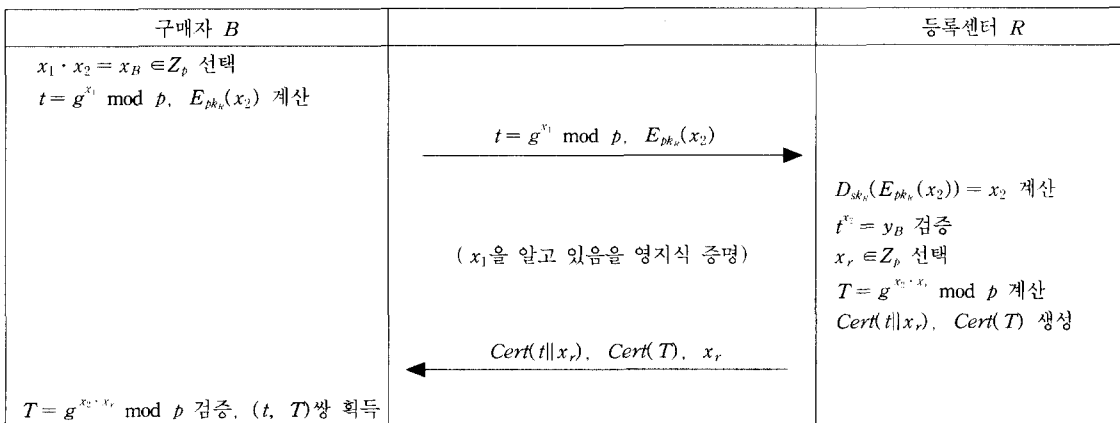 구매자 B
등록센터 R
x₁ · x₂ = x_B ∈ Z_p 선택
t = g^{x₁} mod p, E_{pk_R}(x₂) 계산
t = g^{x₁} mod p, E_{pk_R}(x₂)
D_{sk_R}(E_{pk_R}(x₂)) = x₂ 계산
t^{x₂} = y_B 검증
( x₁을 알고 있음을 영지식 증명)
x_r ∈ Z_p 선택
T = g^{x₂ · x_r} mod p 계산
Cert(t||x_r), Cert(T) 생성
Cert(t||x_r), Cert(T), x_r
T = g^{x₂ · x_r} mod p 검증, (t, T)쌍 획득